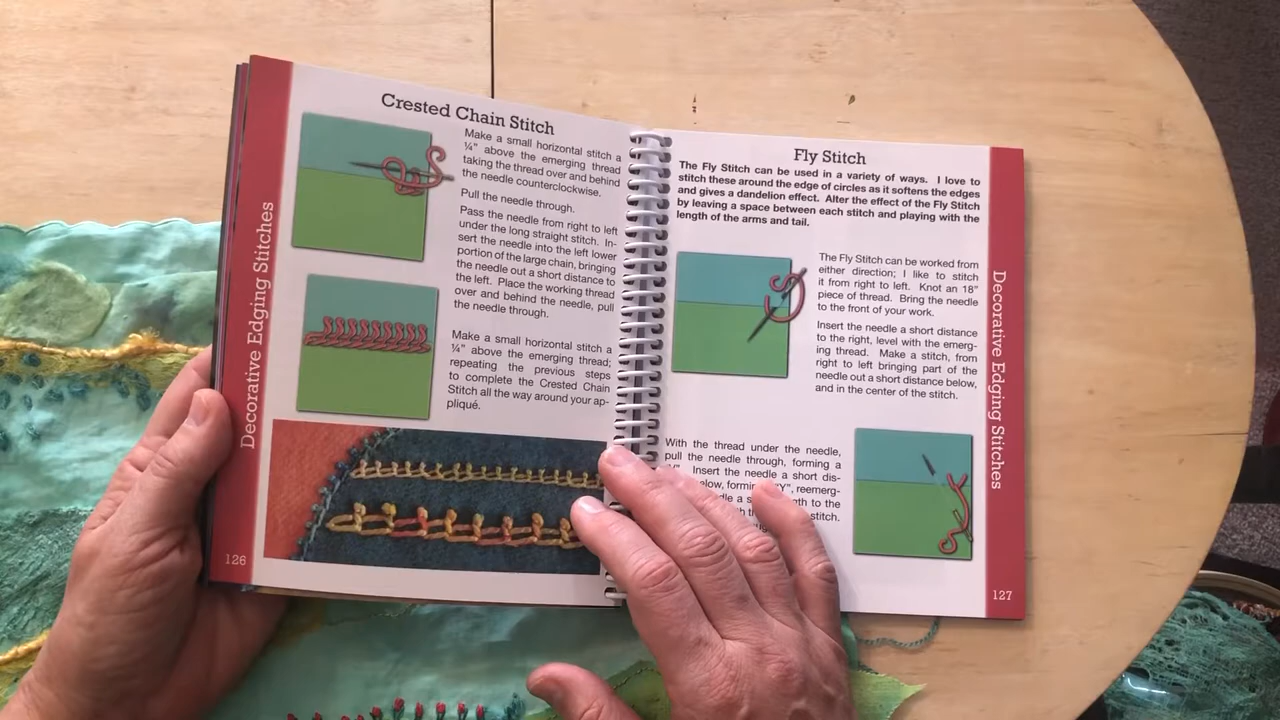 Decorative Edging Stitches
Crested Chain Stitch
Make a small horizontal stitch a
¼" above the emerging thread
taking the thread over and behind
the needle counterclockwise.
Pull the needle through.
Pass the needle from right to left
under the long straight stitch. In-
sert the needle into the left lower
portion of the large chain, bringing
the needle out a short distance to
the left. Place the working thread
over and behind the needle, pull
the needle through.
Make a small horizontal stitch a
¼" above the emerging thread;
repeating the previous steps
to complete the Crested Chain
Stitch all the way around your ap-
pliqué.
126
Fly Stitch
The Fly Stitch can be used in a variety of ways. I love to
stitch these around the edge of circles as it softens the edges
and gives a dandelion effect. Alter the effect of the Fly Stitch
by leaving a space between each stitch and playing with the
length of the arms and tail.
The Fly Stitch can be worked from
either direction; I like to stitch
it from right to left. Knot an 18"
piece of thread. Bring the needle
to the front of your work.
Insert the needle a short distance
to the right, level with the emerg-
ing thread. Make a stitch, from
right to left bringing part of the
needle out a short distance below,
and in the center of the stitch.
With the thread under the needle,
pull the needle through, forming a
Insert the needle a short dis-
"Y", reemerg-
to the
stitch.
Decorative Edging Stitches
127